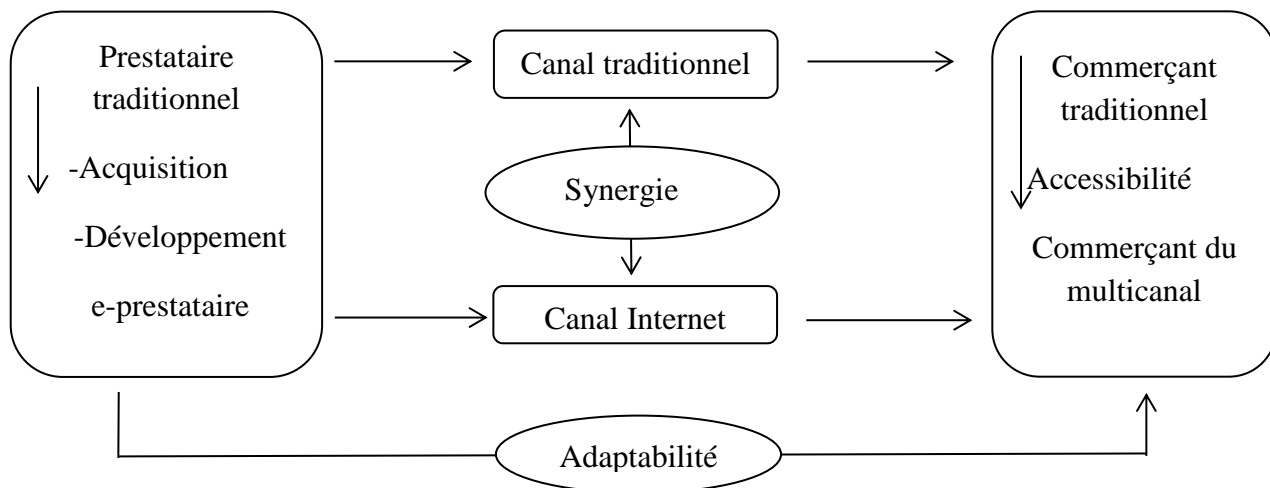 Prestataire
traditionnel
-Acquisition
-Développement
e-prestataire
Canal traditionnel
Synergie
Canal Internet
Commerçant
traditionnel
Accessibilité
Commerçant du
multicanal
Adaptabilité